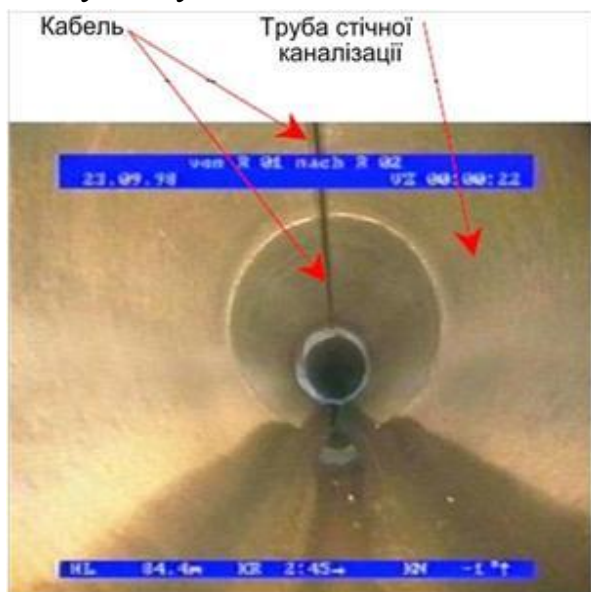 Кабель
Труба стічної
каналізації
von R 01 nach R 02
23.09.98 VZ 00:00:22
HL 84.4m KR 2:45→ KN -1°↑